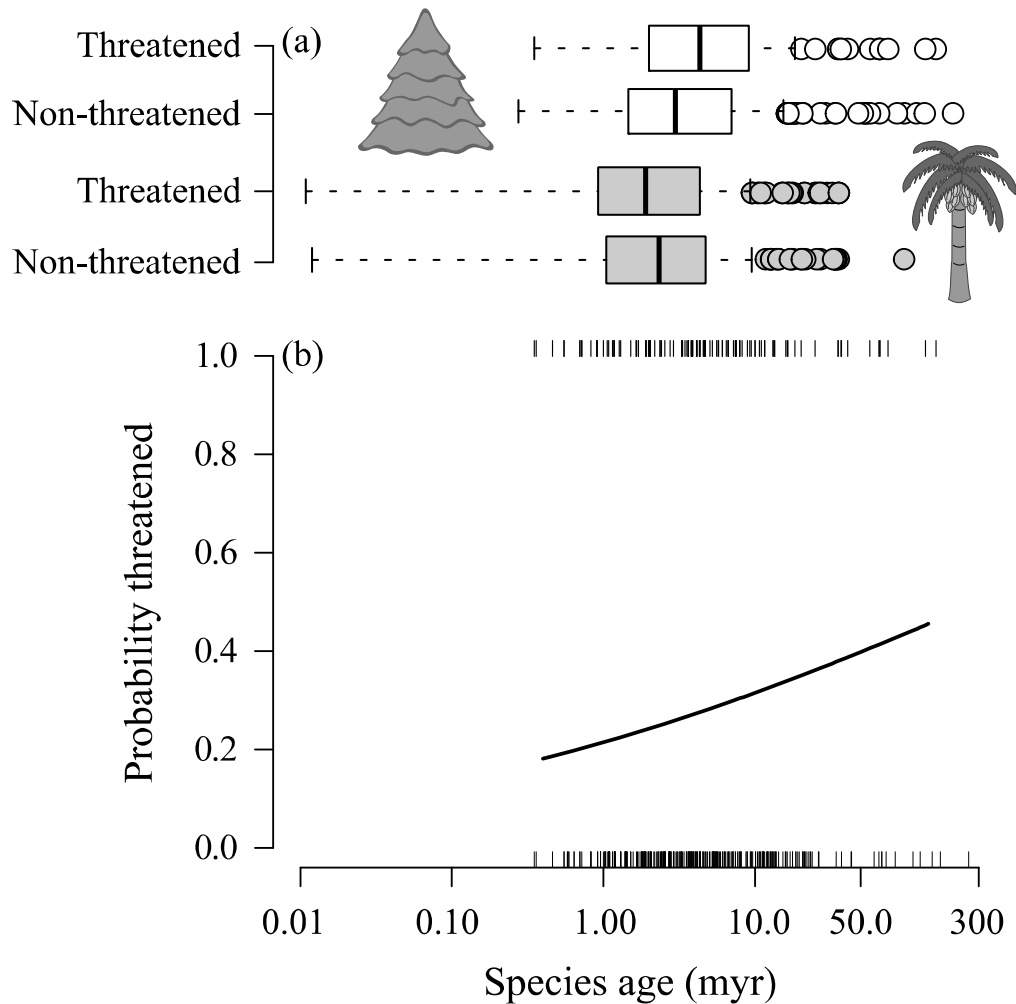 Threatened
(a)
Non-threatened
Threatened
Non-threatened
(b)
1.0
0.8
0.6
0.4
0.2
0.0
Probability threatened
0.01 0.10 1.00 10.0 50.0 300
Species age (myr)